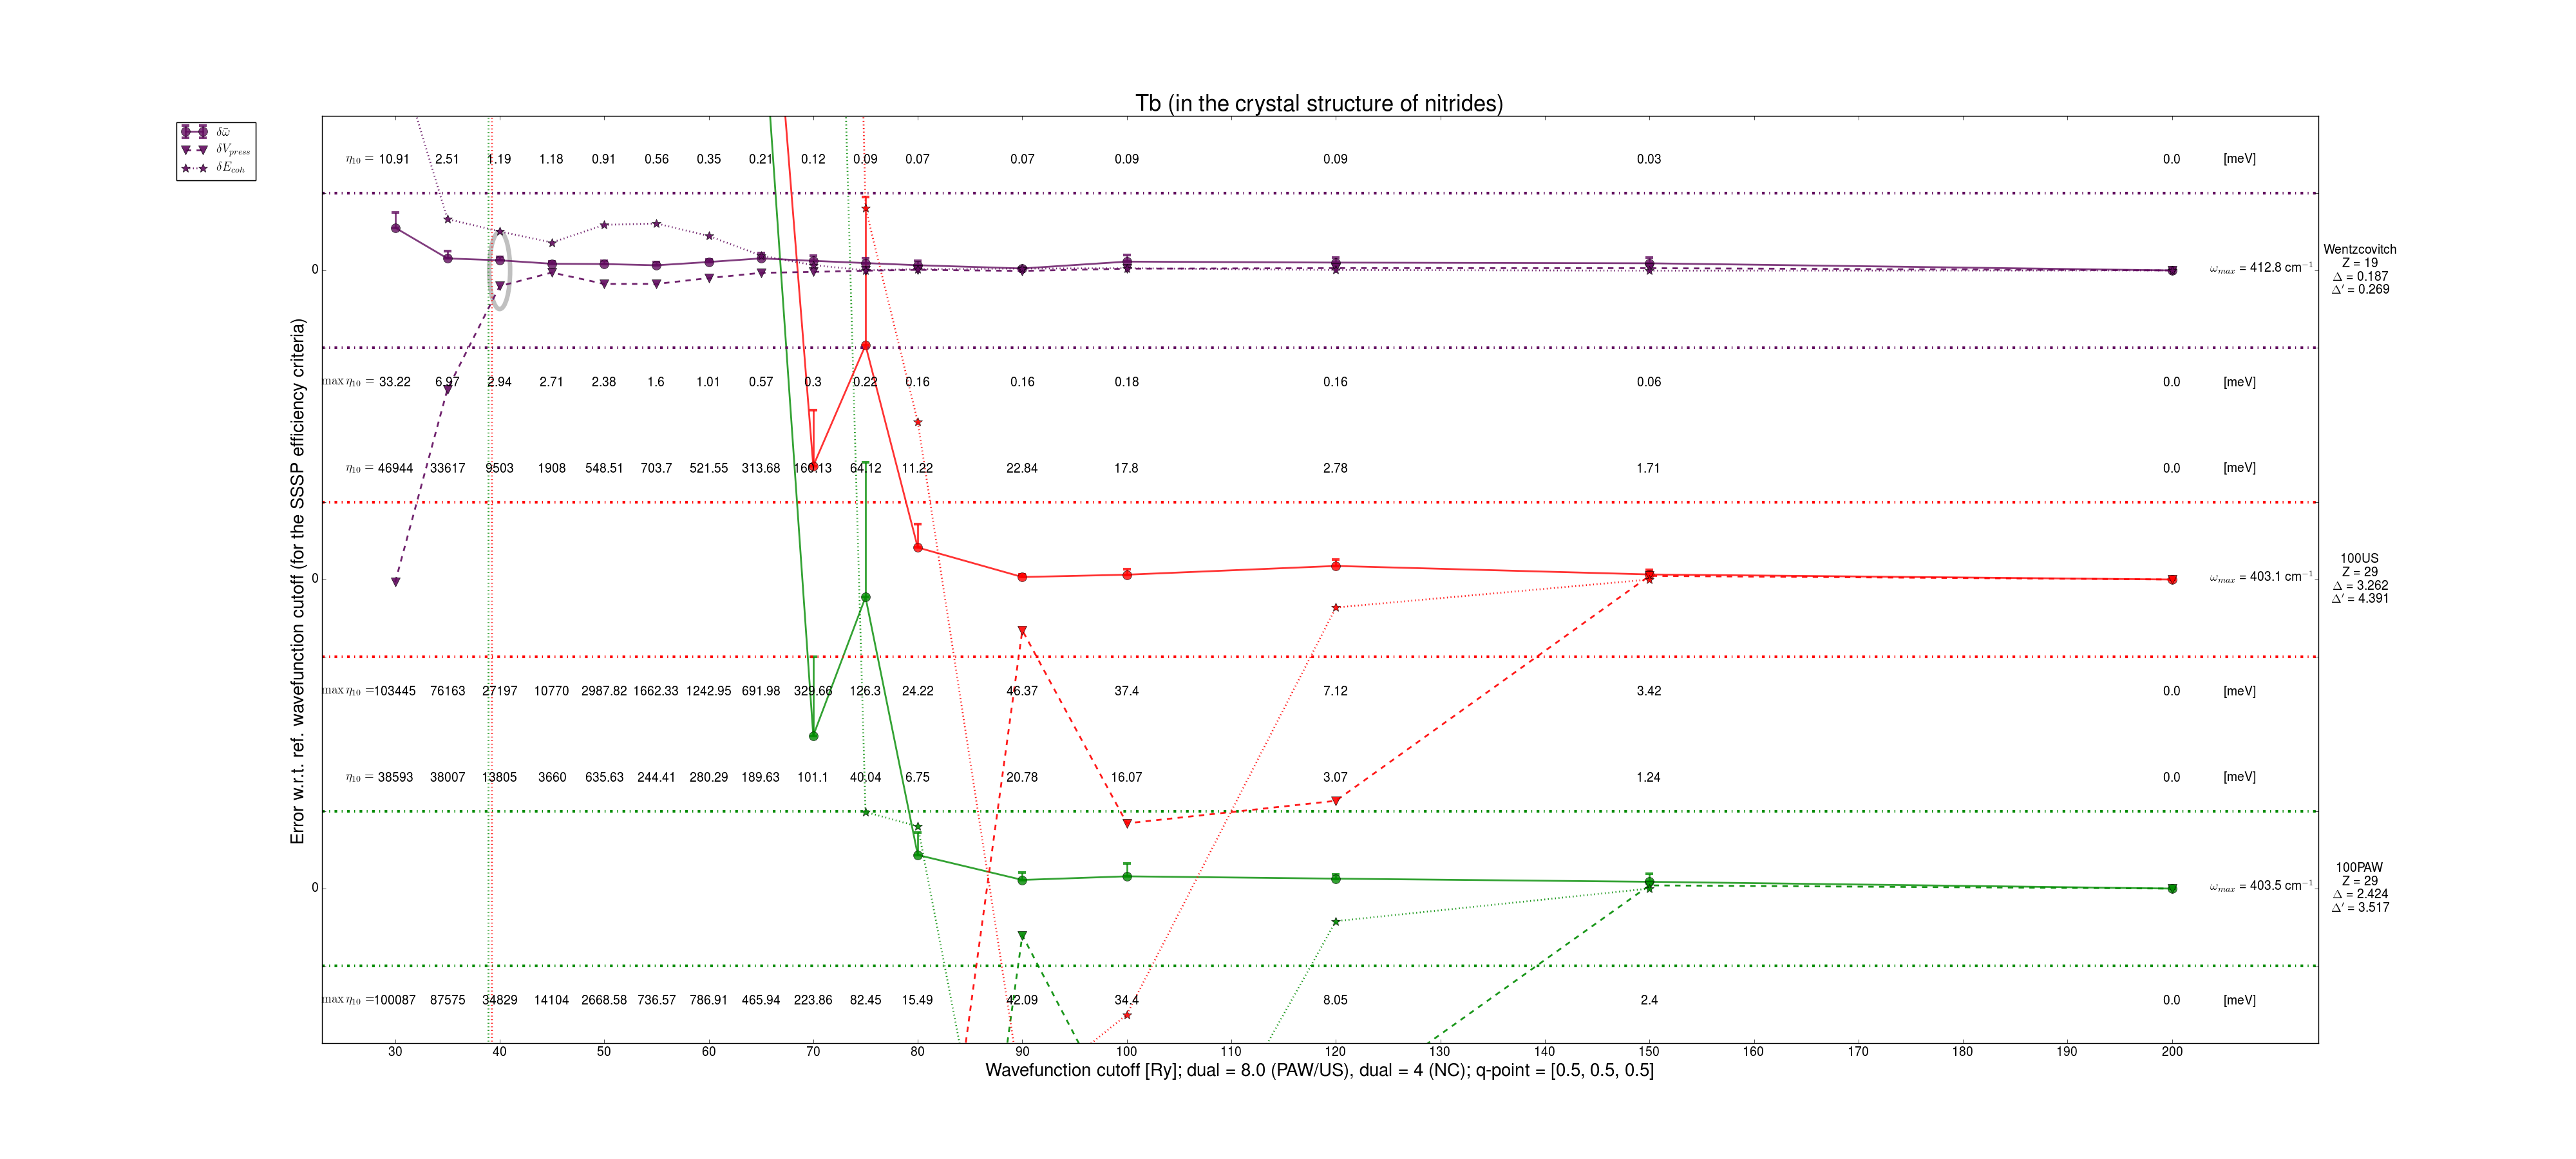 Tb (in the crystal structure of nitrides)
δω̄
δV_press
δE_coh
η₁₀ = 10.91 2.51 1.19 1.18 0.91 0.56 0.35 0.21 0.12 0.09 0.07 0.07 0.09 0.09 0.03 0.0 [meV]
0
ω_max = 412.8 cm⁻¹
Wentzcovitch
Z = 19
Δ = 0.187
Δ′ = 0.269
max η₁₀ = 33.22 6.97 2.94 2.71 2.38 1.6 1.01 0.57 0.3 0.22 0.16 0.16 0.18 0.16 0.06 0.0 [meV]
η₁₀ = 46944 33617 9503 1908 548.51 703.7 521.55 313.68 160.13 64.12 11.22 22.84 17.8 2.78 1.71 0.0 [meV]
0
ω_max = 403.1 cm⁻¹
100US
Z = 29
Δ = 3.262
Δ′ = 4.391
max η₁₀ = 103445 76163 27197 10770 2987.82 1662.33 1242.95 691.98 329.66 126.3 24.22 46.37 37.4 7.12 3.42 0.0 [meV]
η₁₀ = 38593 38007 13805 3660 635.63 244.41 280.29 189.63 101.1 40.04 6.75 20.78 16.07 3.07 1.24 0.0 [meV]
0
ω_max = 403.5 cm⁻¹
100PAW
Z = 29
Δ = 2.424
Δ′ = 3.517
max η₁₀ = 100087 87575 34829 14104 2668.58 736.57 786.91 465.94 223.86 82.45 15.49 42.09 34.4 8.05 2.4 0.0 [meV]
30 40 50 60 70 80 90 100 110 120 130 140 150 160 170 180 190 200
Wavefunction cutoff [Ry]; dual = 8.0 (PAW/US), dual = 4 (NC); q-point = [0.5, 0.5, 0.5]
Error w.r.t. ref. wavefunction cutoff (for the SSSP efficiency criteria)